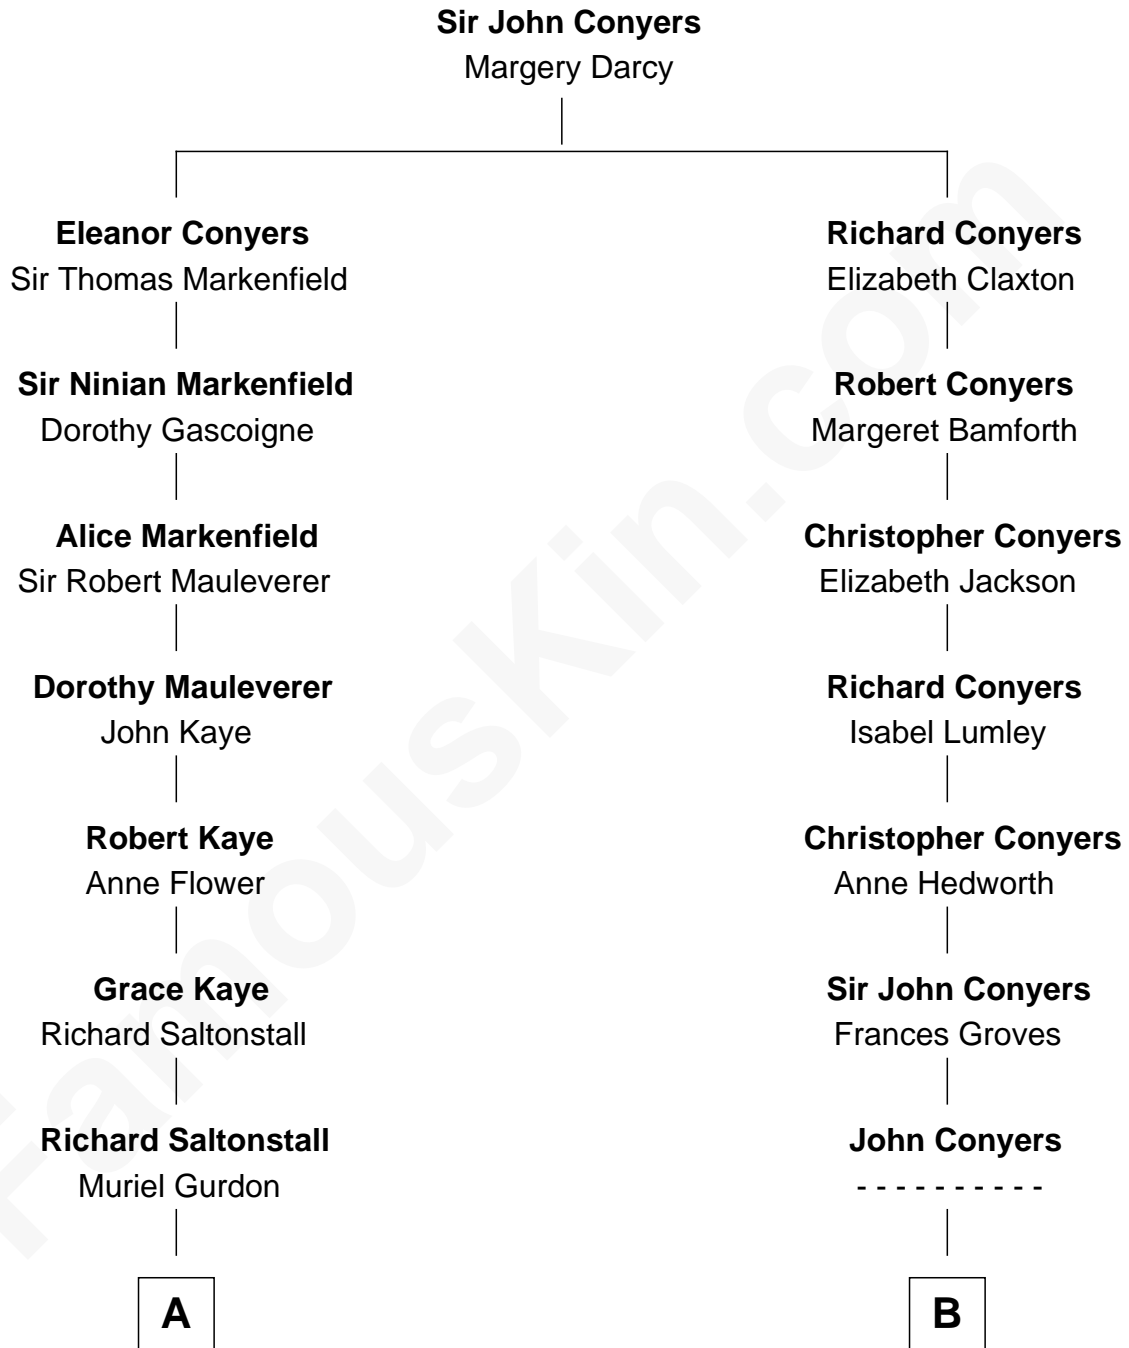 Sir John Conyers
Margery Darcy
Eleanor Conyers
Sir Thomas Markenfield
Richard Conyers
Elizabeth Claxton
Sir Ninian Markenfield
Dorothy Gascoigne
Robert Conyers
Margeret Bamforth
Alice Markenfield
Sir Robert Mauleverer
Christopher Conyers
Elizabeth Jackson
Dorothy Mauleverer
John Kaye
Richard Conyers
Isabel Lumley
Robert Kaye
Anne Flower
Christopher Conyers
Anne Hedworth
Grace Kaye
Richard Saltonstall
Sir John Conyers
Frances Groves
Richard Saltonstall
Muriel Gurdon
John Conyers
- - - - - - - - - -
A
B
FamousKin.com